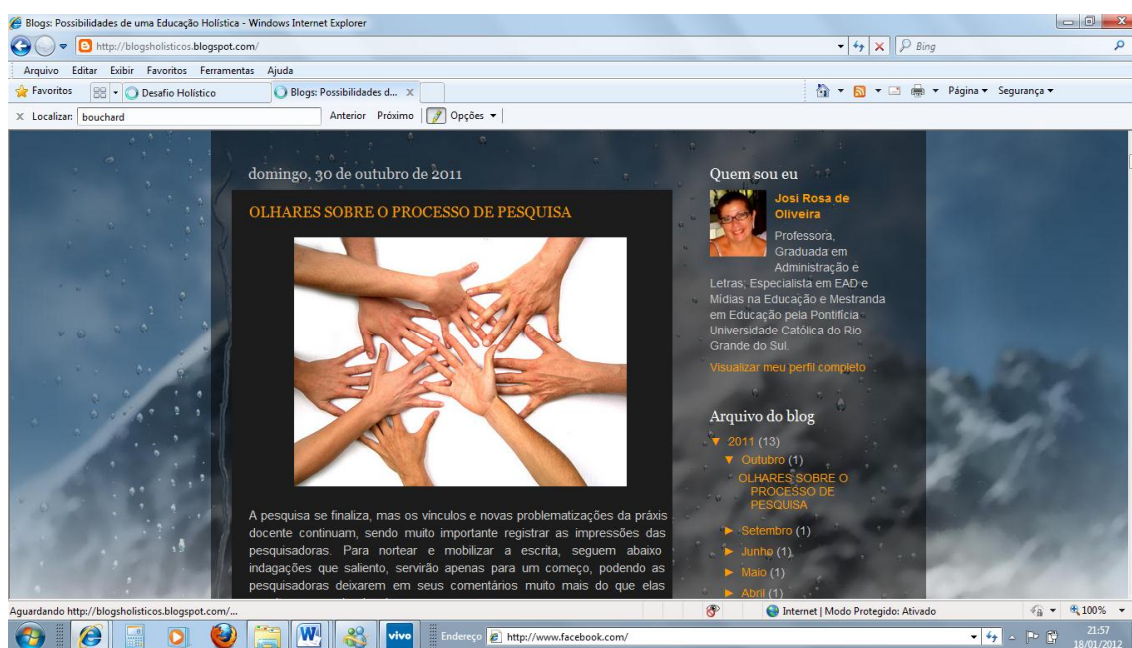 Blogs: Possibilidades de uma Educação Holística - Windows Internet Explorer
http://blogsholisticos.blogspot.com/
Bing
Arquivo Editar Exibir Favoritos Ferramentas Ajuda
Favoritos
Desafio Holístico
Blogs: Possibilidades d... X
Página
Segurança
X Localizar: bouchard
Anterior Próximo
Opções
domingo, 30 de outubro de 2011
OLHARES SOBRE O PROCESSO DE PESQUISA
A pesquisa se finaliza, mas os vínculos e novas problematizações da práxis
docente continuam, sendo muito importante registrar as impressões das
pesquisadoras. Para nortear e mobilizar a escrita, seguem abaixo
indagações que saliento, servirão apenas para um começo, podendo as
pesquisadoras deixarem em seus comentários muito mais do que elas
Quem sou eu
Josi Rosa de
Oliveira
Professora,
Graduada em
Administração e
Letras; Especialista em EAD e
Mídias na Educação e Mestranda
em Educação pela Pontifícia
Universidade Católica do Rio
Grande do Sul.
Visualizar meu perfil completo
Arquivo do blog
▼ 2011 (13)
▼ Outubro (1)
OLHARES SOBRE O
PROCESSO DE
PESQUISA
► Setembro (1)
► Junho (1)
► Maio (1)
► Abril (1)
Aguardando http://blogsholisticos.blogspot.com/...
Internet | Modo Protegido: Ativado
100%
vivo
Endereço http://www.facebook.com/
21:57
18/01/2012